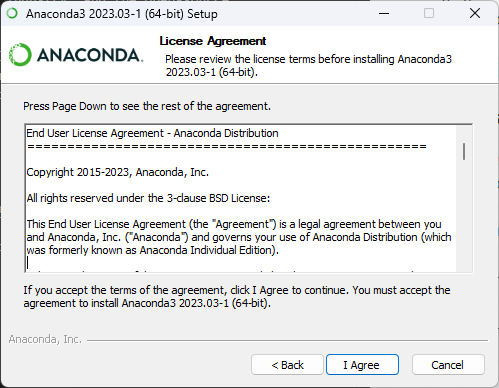 Anaconda3 2023.03-1 (64-bit) Setup
ANACONDA.
License Agreement
Please review the license terms before installing Anaconda3
2023.03-1 (64-bit).
Press Page Down to see the rest of the agreement.
End User License Agreement - Anaconda Distribution
====================================================
Copyright 2015-2023, Anaconda, Inc.
All rights reserved under the 3-clause BSD License:
This End User License Agreement (the "Agreement") is a legal agreement between you
and Anaconda, Inc. ("Anaconda") and governs your use of Anaconda Distribution (which
was formerly known as Anaconda Individual Edition).
If you accept the terms of the agreement, click I Agree to continue. You must accept the
agreement to install Anaconda3 2023.03-1 (64-bit).
Anaconda, Inc.
< Back
I Agree
Cancel